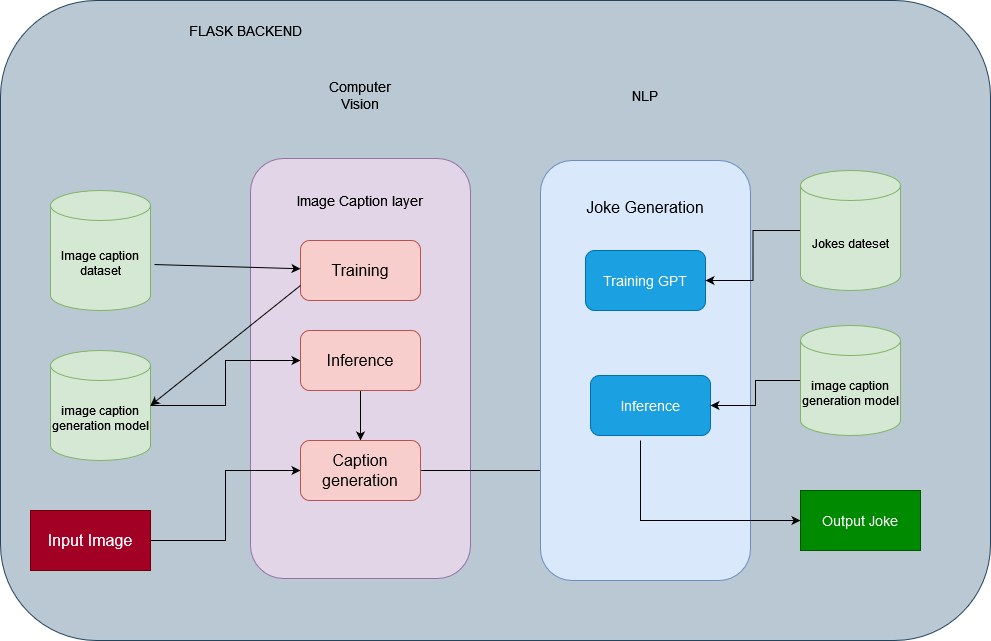 FLASK BACKEND
Computer
Vision
NLP
Image Caption layer
Joke Generation
Image caption
dataset
Training
Training GPT
Jokes dateset
image caption
generation model
Inference
Inference
image caption
generation model
Caption
generation
Input Image
Output Joke